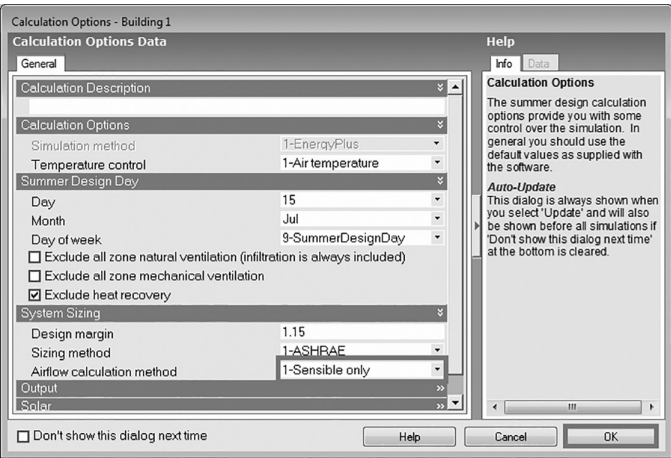 Calculation Options - Building 1
Calculation Options Data
General
Calculation Description
Calculation Options
Simulation method 1-EnergyPlus
Temperature control 1-Air temperature
Summer Design Day
Day 15
Month Jul
Day of week 9-SummerDesignDay
Exclude all zone natural ventilation (infiltration is always included)
Exclude all zone mechanical ventilation
Exclude heat recovery
System Sizing
Design margin 1.15
Sizing method 1-ASHRAE
Airflow calculation method 1-Sensible only
Output
Solar
Help
Info Data
Calculation Options
The summer design calculation
options provide you with some
control over the simulation. In
general you should use the
default values as supplied with
the software.
Auto-Update
This dialog is always shown when
you select 'Update' and will also
be shown before all simulations if
'Don't show this dialog next time'
at the bottom is cleared.
Don't show this dialog next time
Help Cancel OK